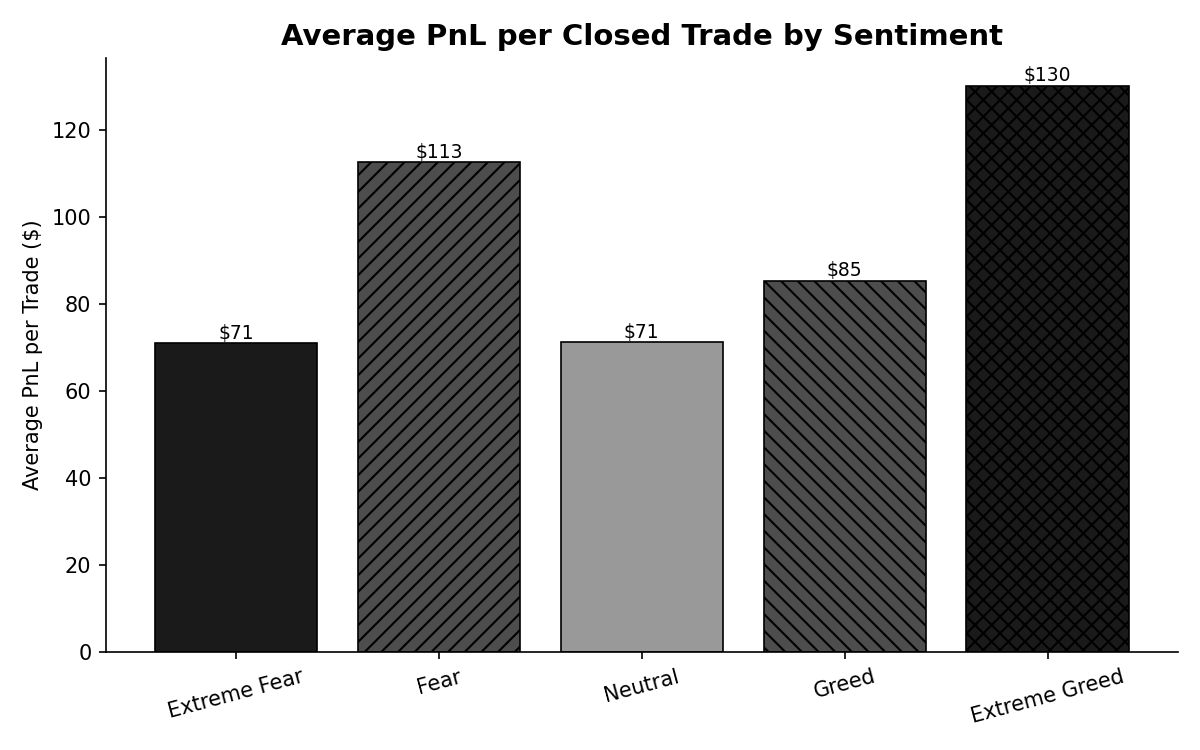 Average PnL per Closed Trade by Sentiment
Average PnL per Trade ($)
120
100
80
60
40
20
0
$71
$113
$71
$85
$130
Extreme Fear
Fear
Neutral
Greed
Extreme Greed